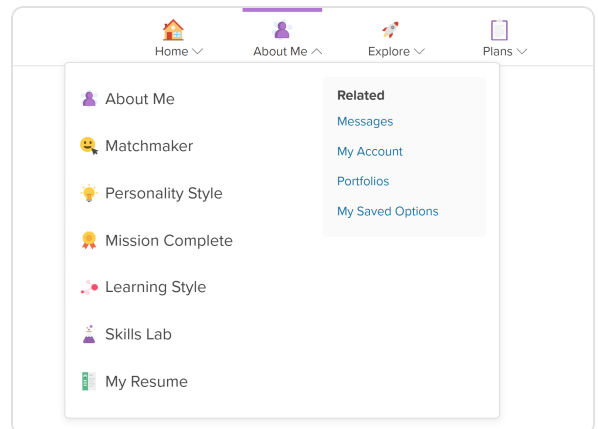 Home
About Me
Explore
Plans
About Me
Matchmaker
Personality Style
Mission Complete
Learning Style
Skills Lab
My Resume
Related
Messages
My Account
Portfolios
My Saved Options